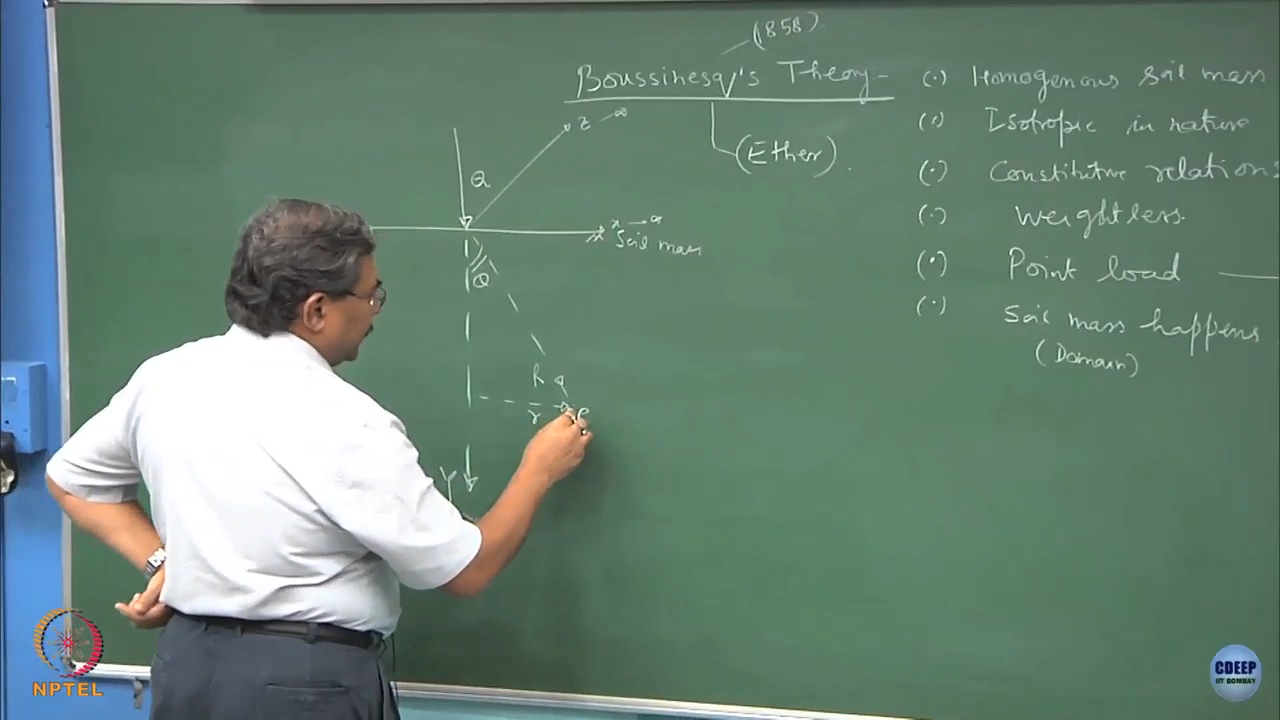 (1858)
Boussinesq's Theory -
(Ether).
(•) Homogenous soil mass
(•) Isotropic in nature
(•) Constitutive relations
(•) weightless.
(•) Point load
(•) Soil mass happens
(Domain)
z → ∞
Q
x → ∞
Soil mass
θ
R
r
P
Y
NPTEL
CDEEP
IIT BOMBAY